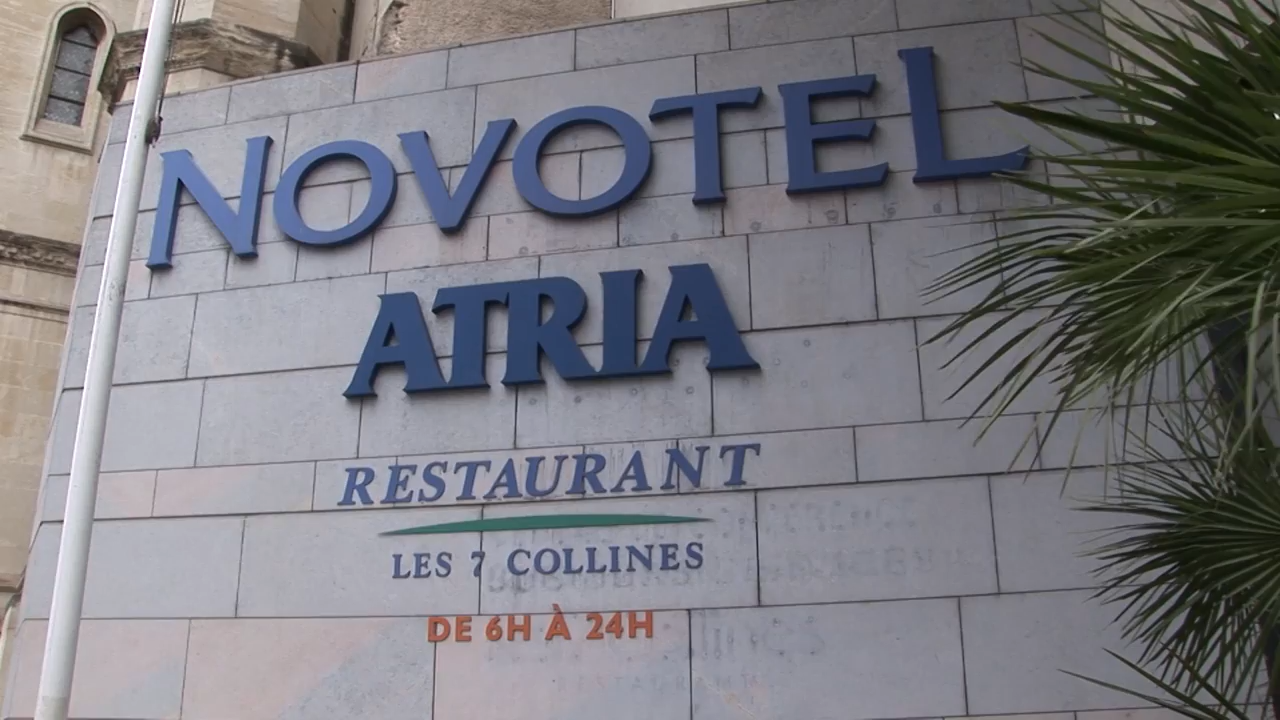 NOVOTEL
ATRIA
RESTAURANT
LES 7 COLLINES
DE 6H À 24H